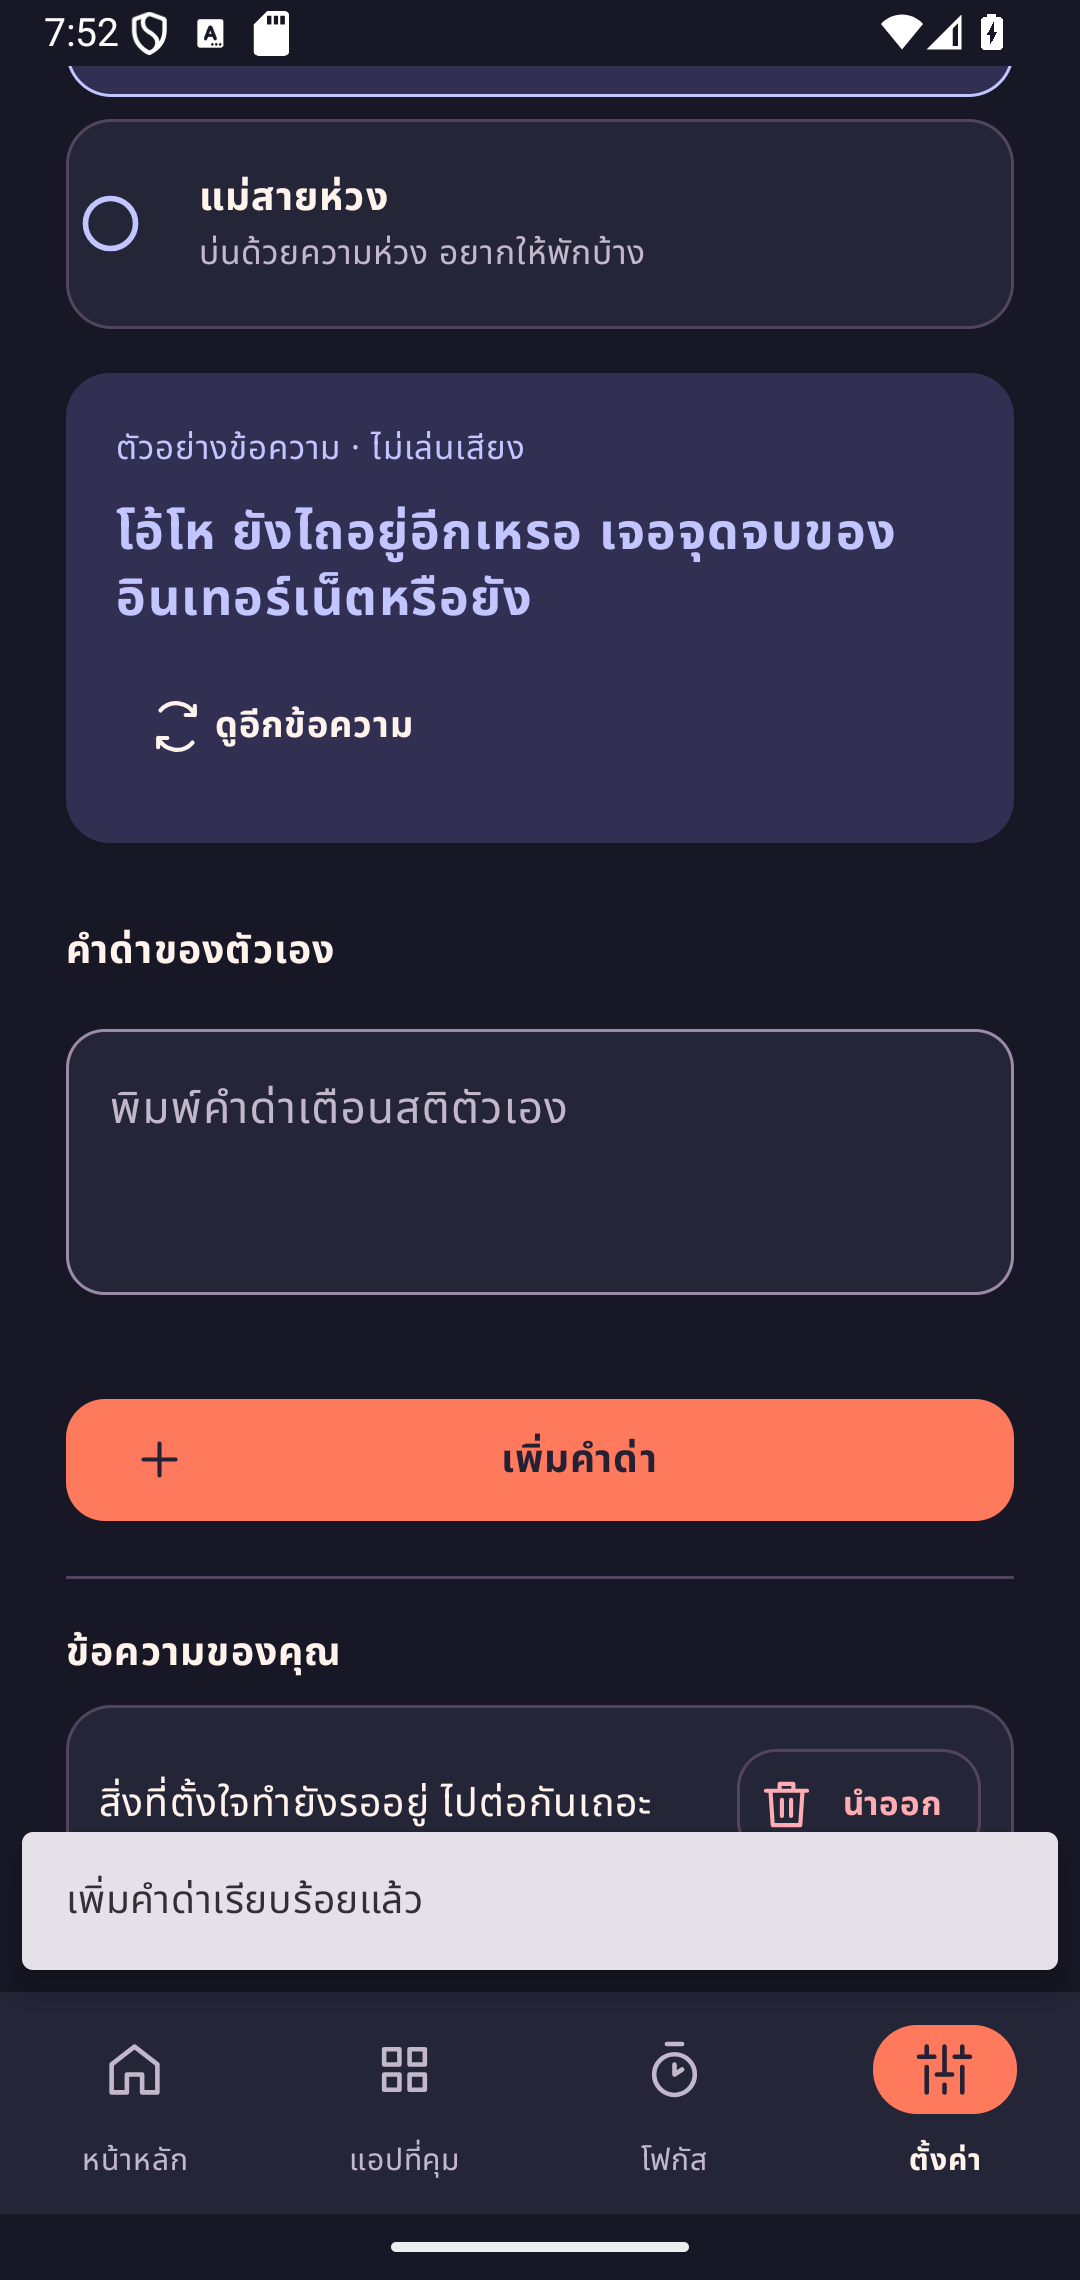 7:52
แม่สายห่วง
บ่นด้วยความห่วง อยากให้พักบ้าง
ตัวอย่างข้อความ · ไม่เล่นเสียง
โอ้โห ยังไถอยู่อีกเหรอ เจอจุดจบของ
อินเทอร์เน็ตหรือยัง
ดูอีกข้อความ
คำด่าของตัวเอง
พิมพ์คำด่าเตือนสติตัวเอง
เพิ่มคำด่า
ข้อความของคุณ
สิ่งที่ตั้งใจทำยังรออยู่ ไปต่อกันเถอะ
นำออก
เพิ่มคำด่าเรียบร้อยแล้ว
หน้าหลัก
แอปที่คุม
โฟกัส
ตั้งค่า